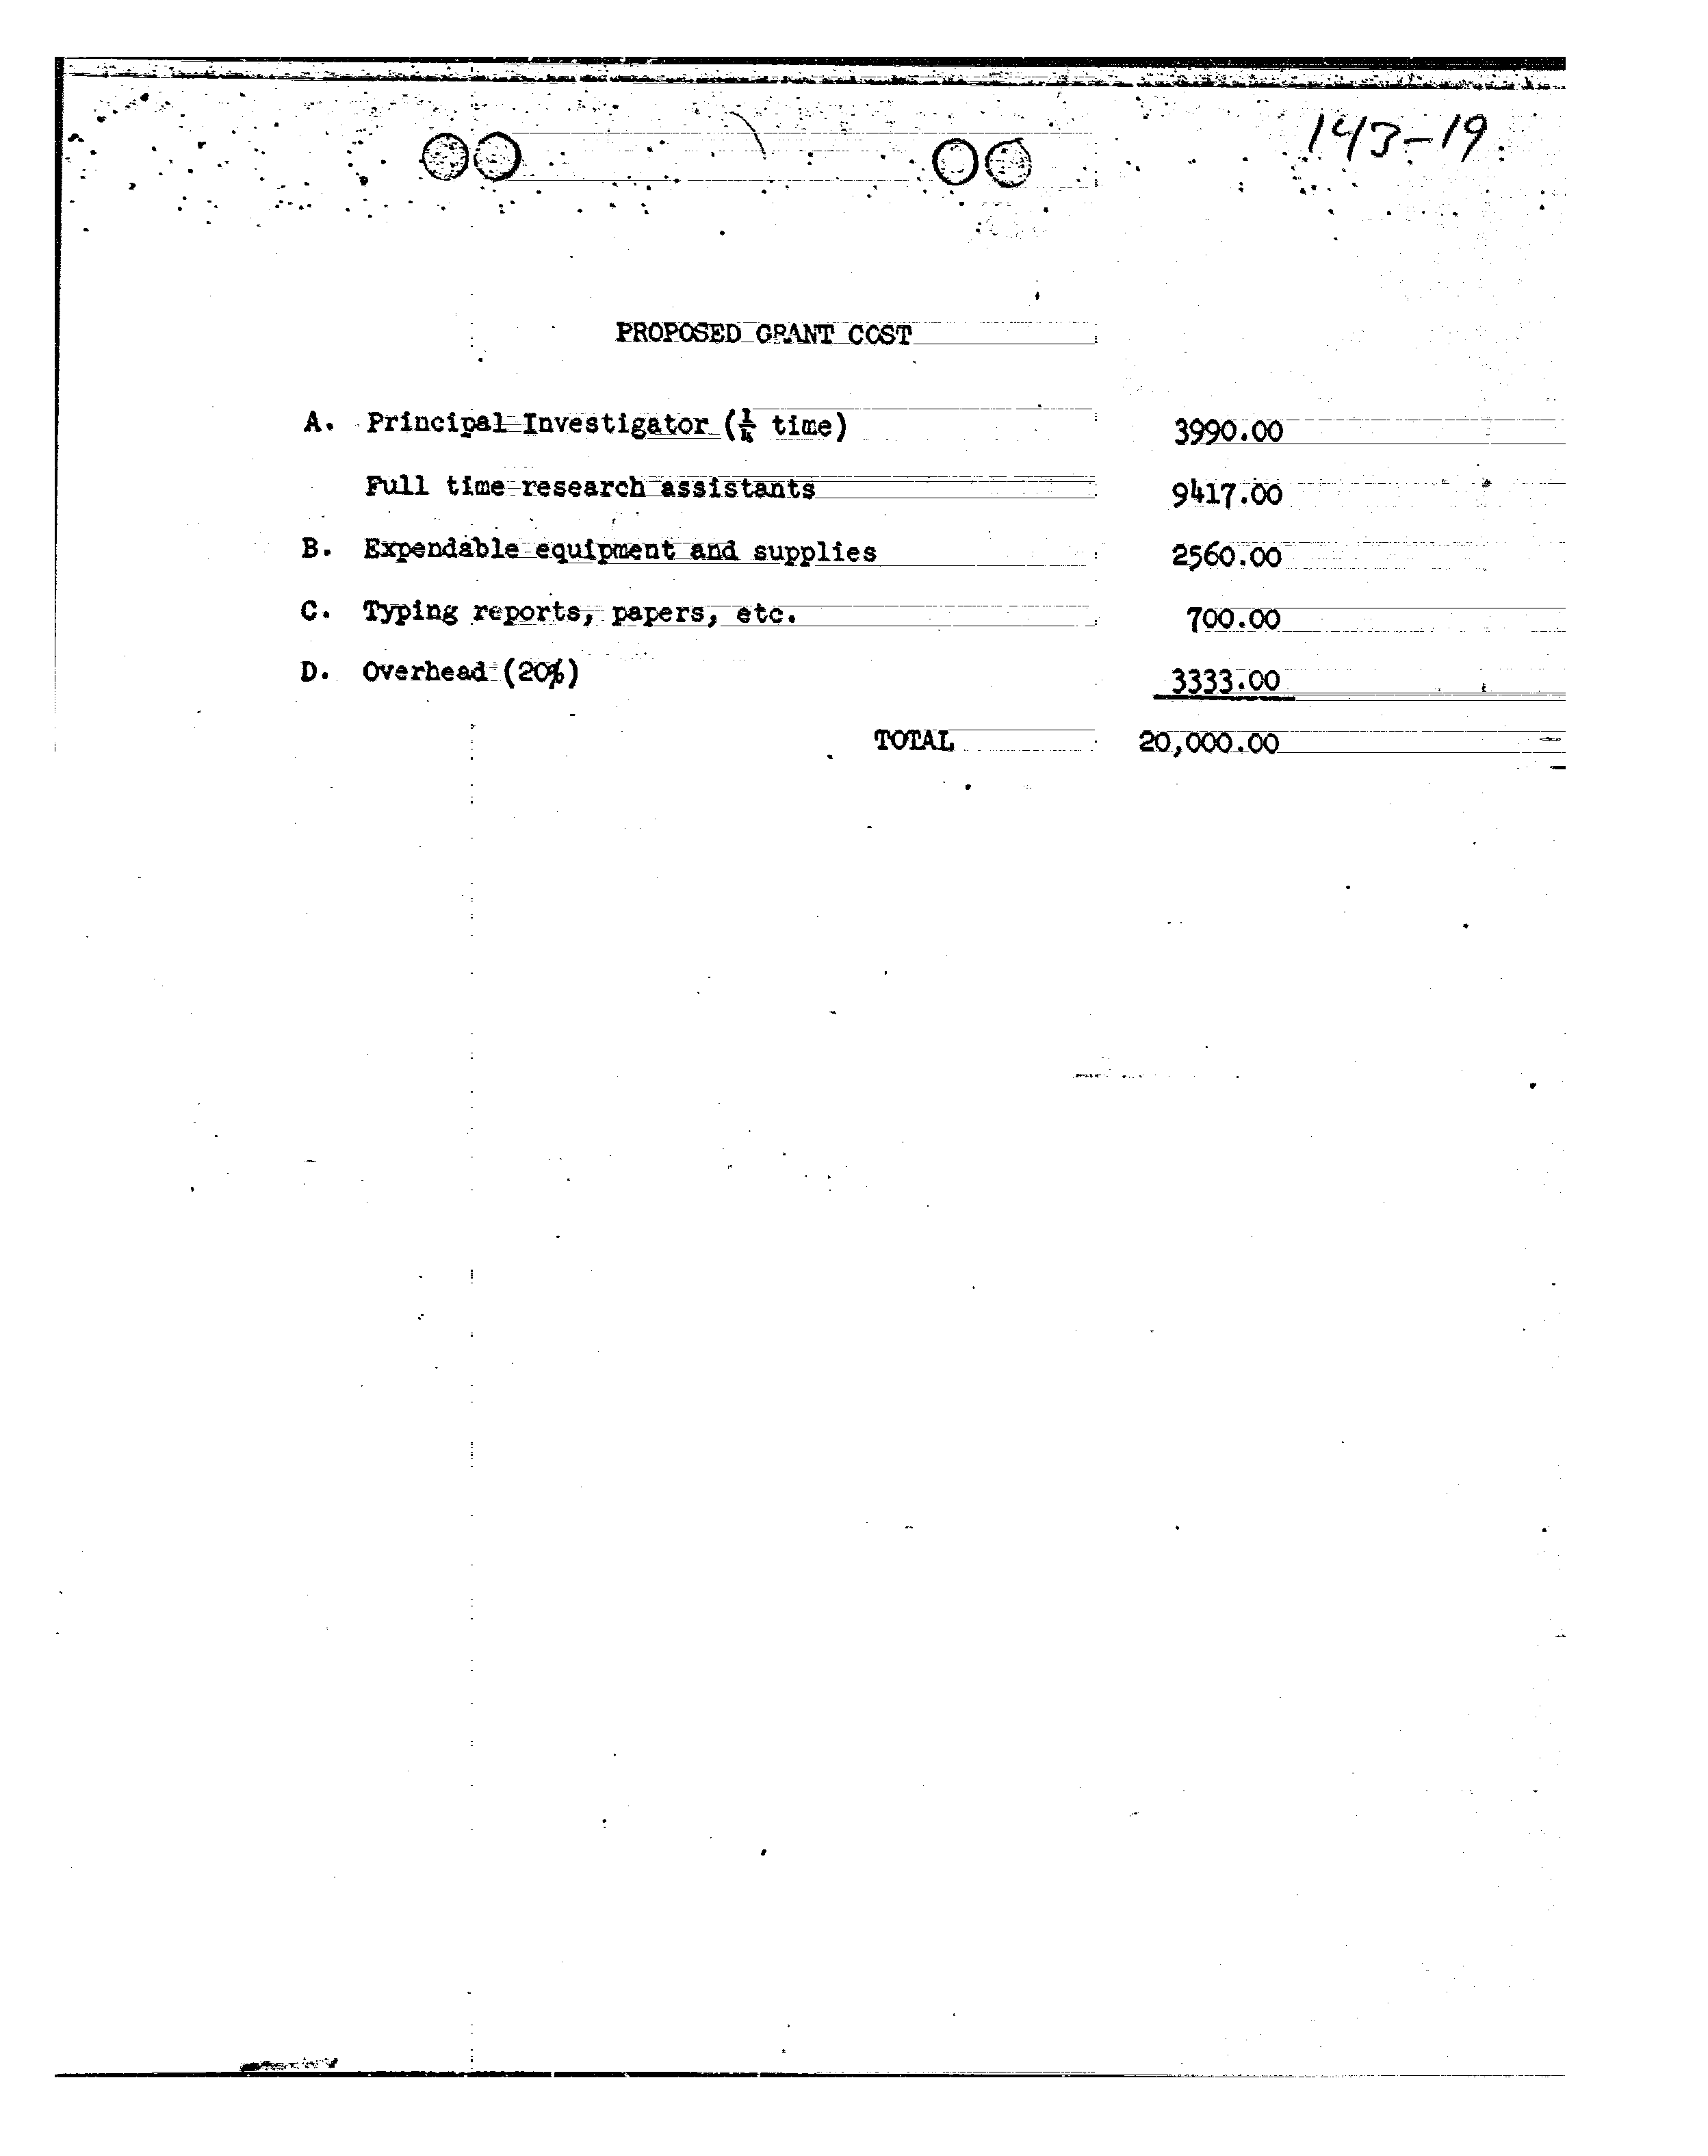 143-19
PROPOSED GRANT COST
A. Principal Investigator (¼ time) 3990.00
Full time research assistants 9417.00
B. Expendable equipment and supplies 2560.00
C. Typing reports, papers, etc. 700.00
D. Overhead (20%) 3333.00
TOTAL 20,000.00